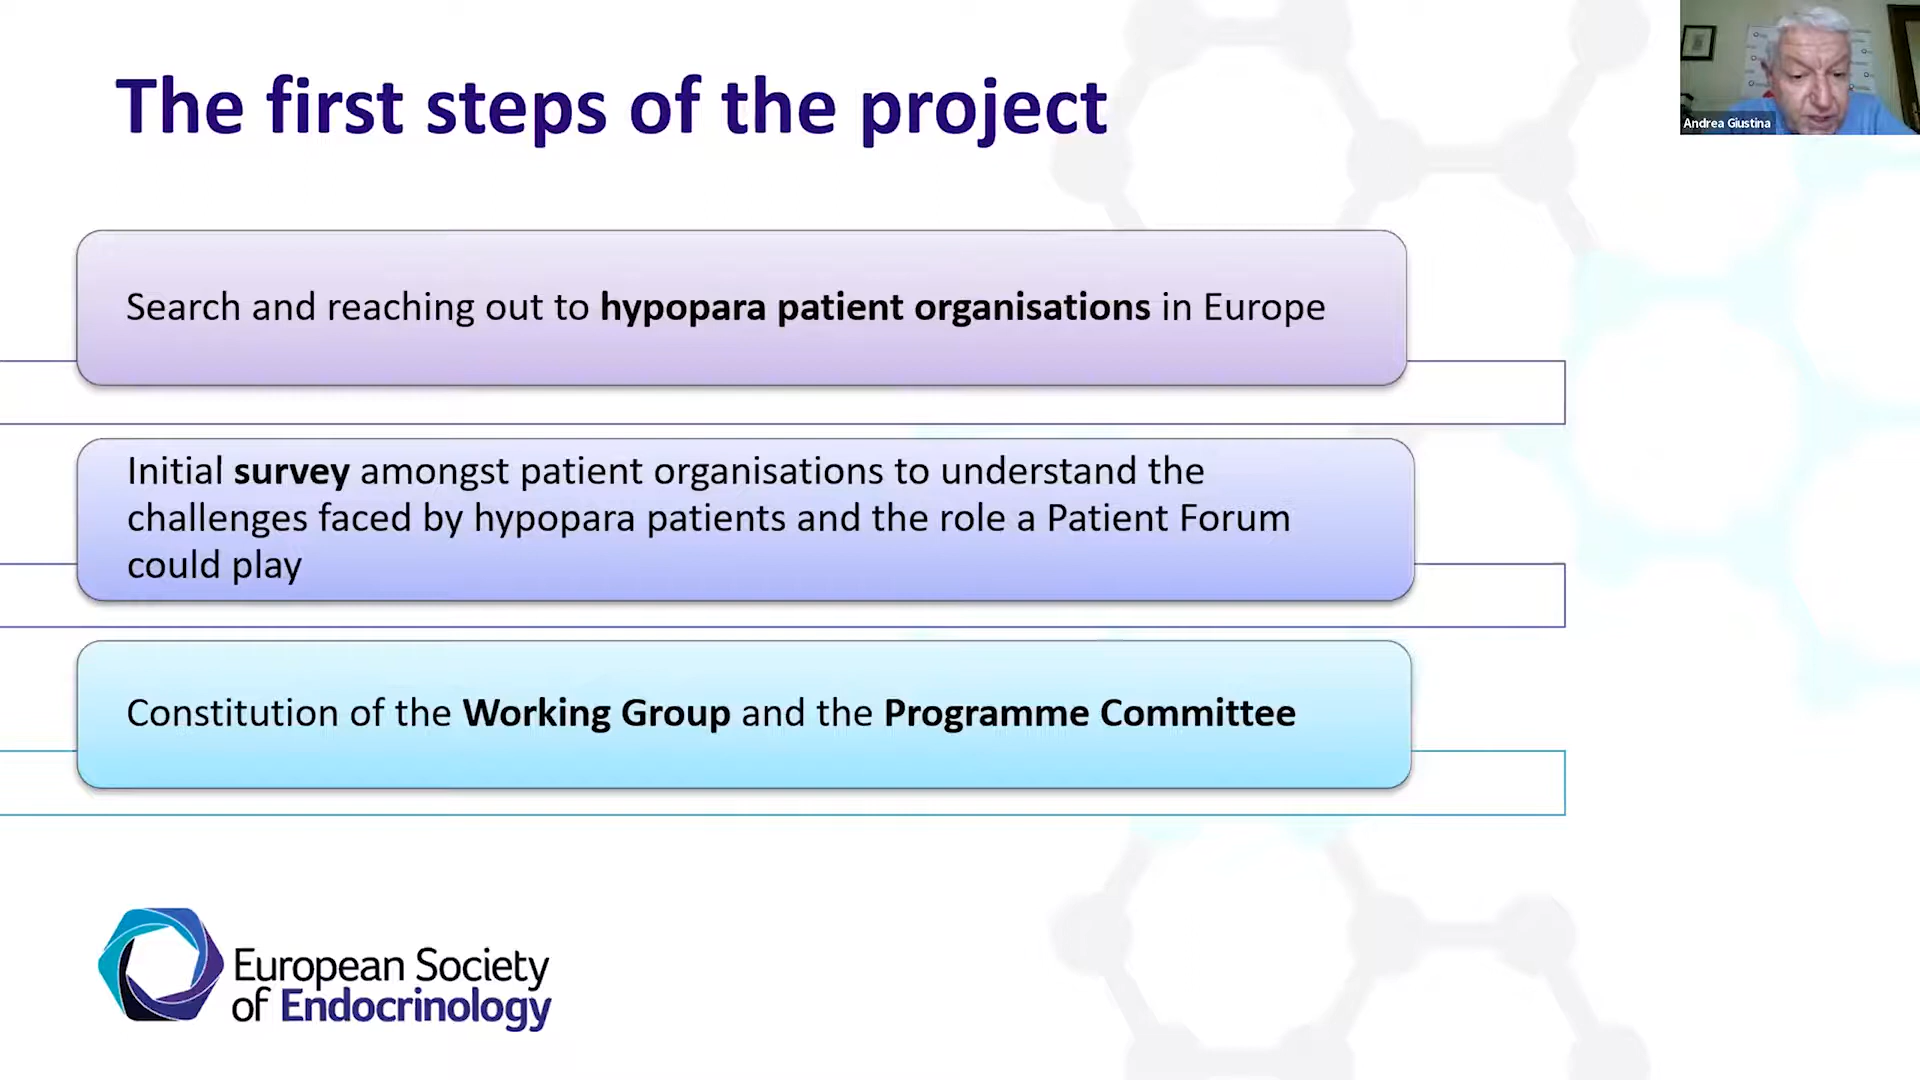 The first steps of the project
Andrea Giustina
Search and reaching out to hypopara patient organisations in Europe
Initial survey amongst patient organisations to understand the
challenges faced by hypopara patients and the role a Patient Forum
could play
Constitution of the Working Group and the Programme Committee
European Society
of Endocrinology